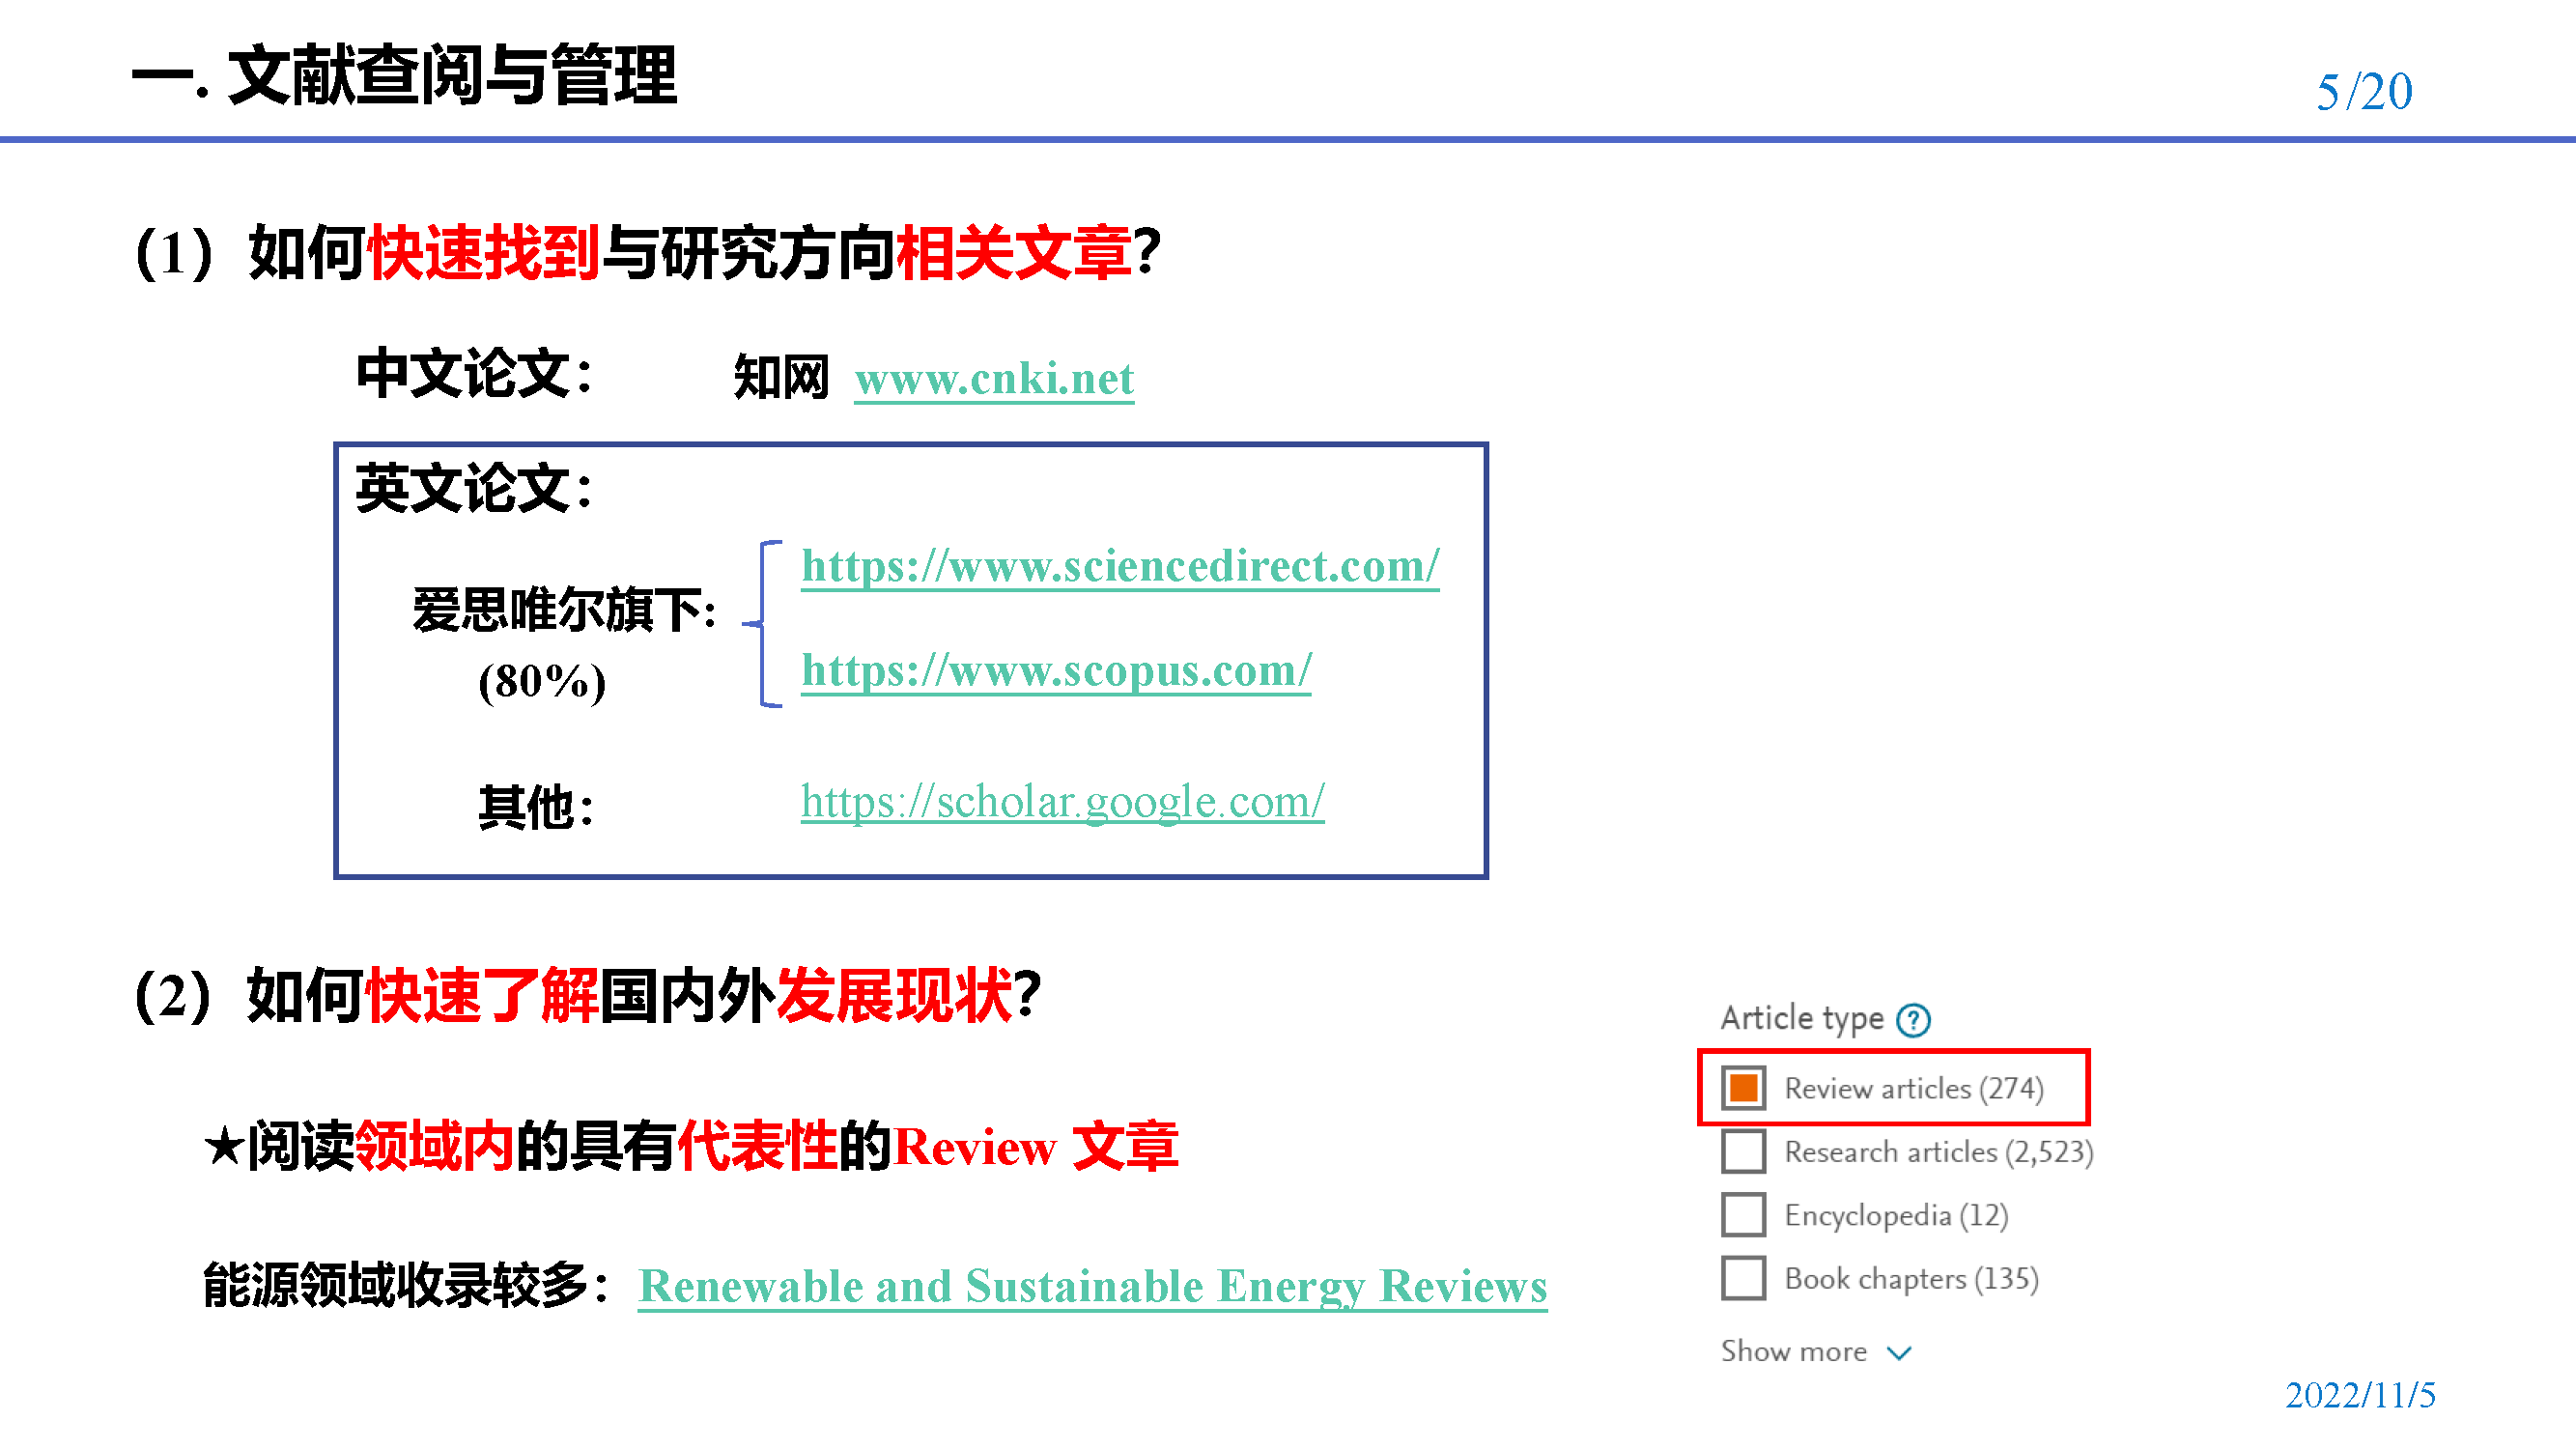 一. 文献查阅与管理
5/20
（1）如何快速找到与研究方向相关文章？
中文论文： 知网 www.cnki.net
英文论文：
https://www.sciencedirect.com/
爱思唯尔旗下：
(80%)
https://www.scopus.com/
其他： https://scholar.google.com/
（2）如何快速了解国内外发展现状？
★阅读领域内的具有代表性的Review 文章
能源领域收录较多：Renewable and Sustainable Energy Reviews
Article type ?
Review articles (274)
Research articles (2,523)
Encyclopedia (12)
Book chapters (135)
Show more
2022/11/5